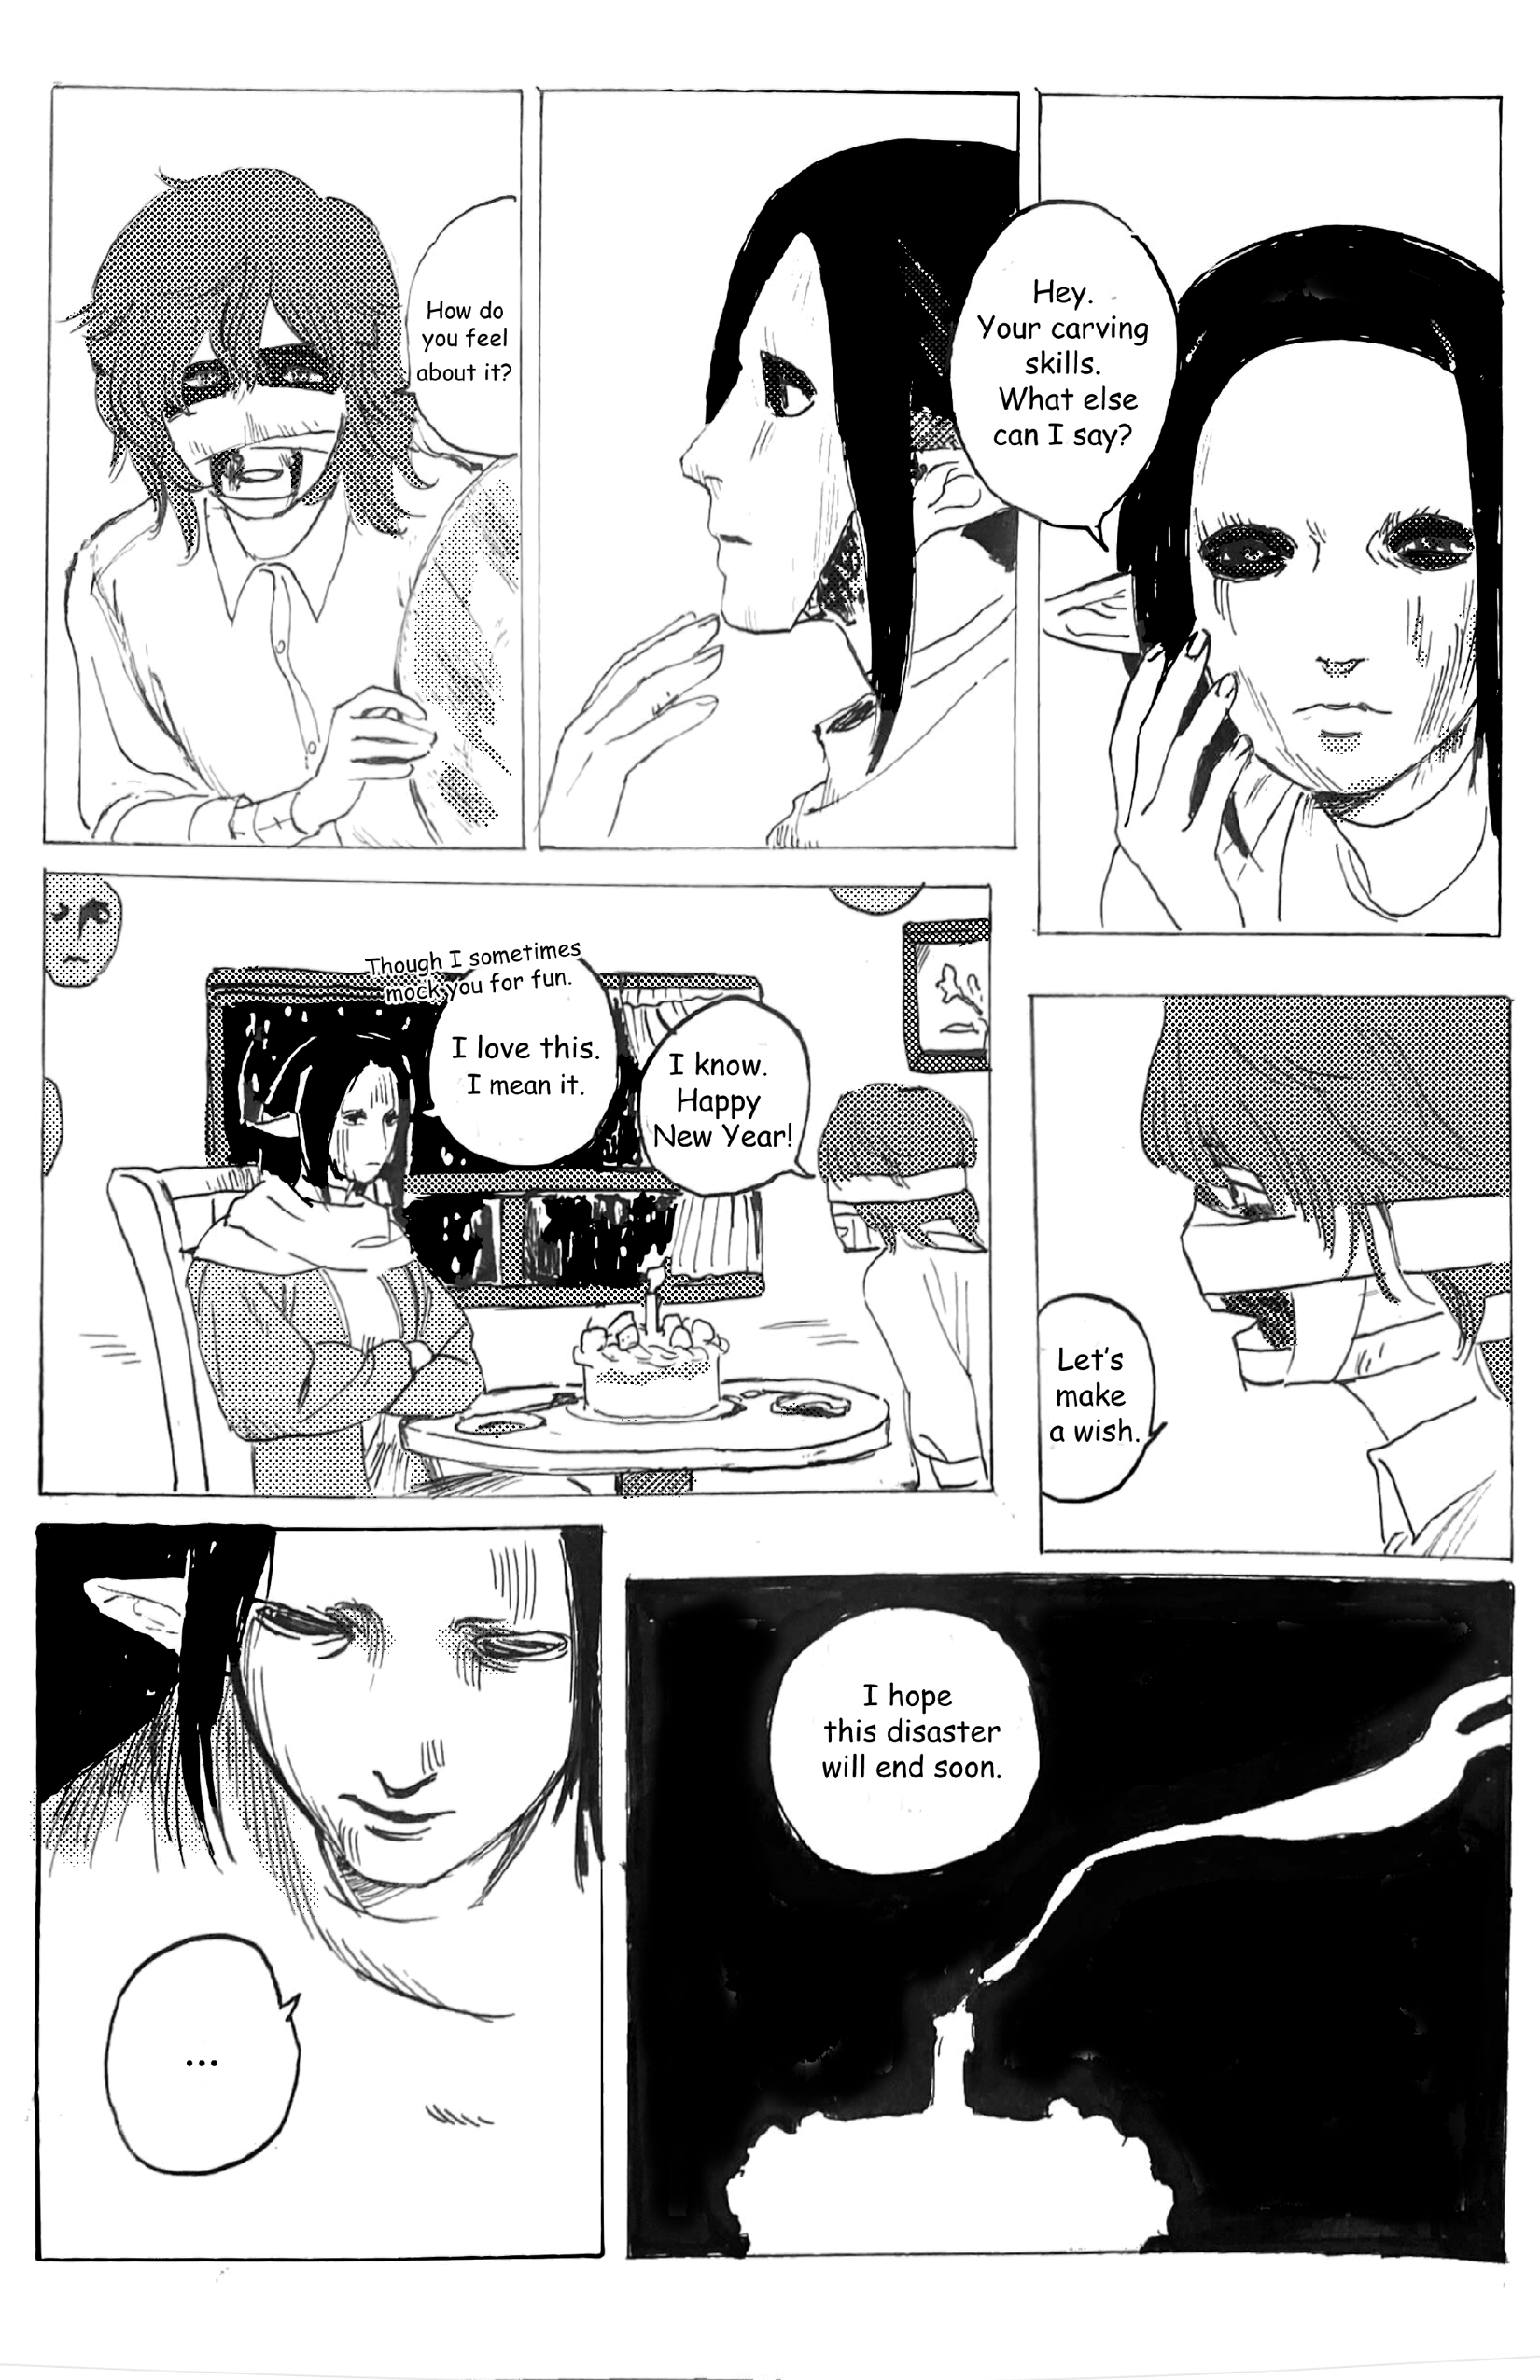 How do
you feel
about it?
Hey.
Your carving
skills.
What else
can I say?
Though I sometimes
mock you for fun.
I love this.
I mean it.
I know.
Happy
New Year!
Let's
make
a wish.
...
I hope
this disaster
will end soon.